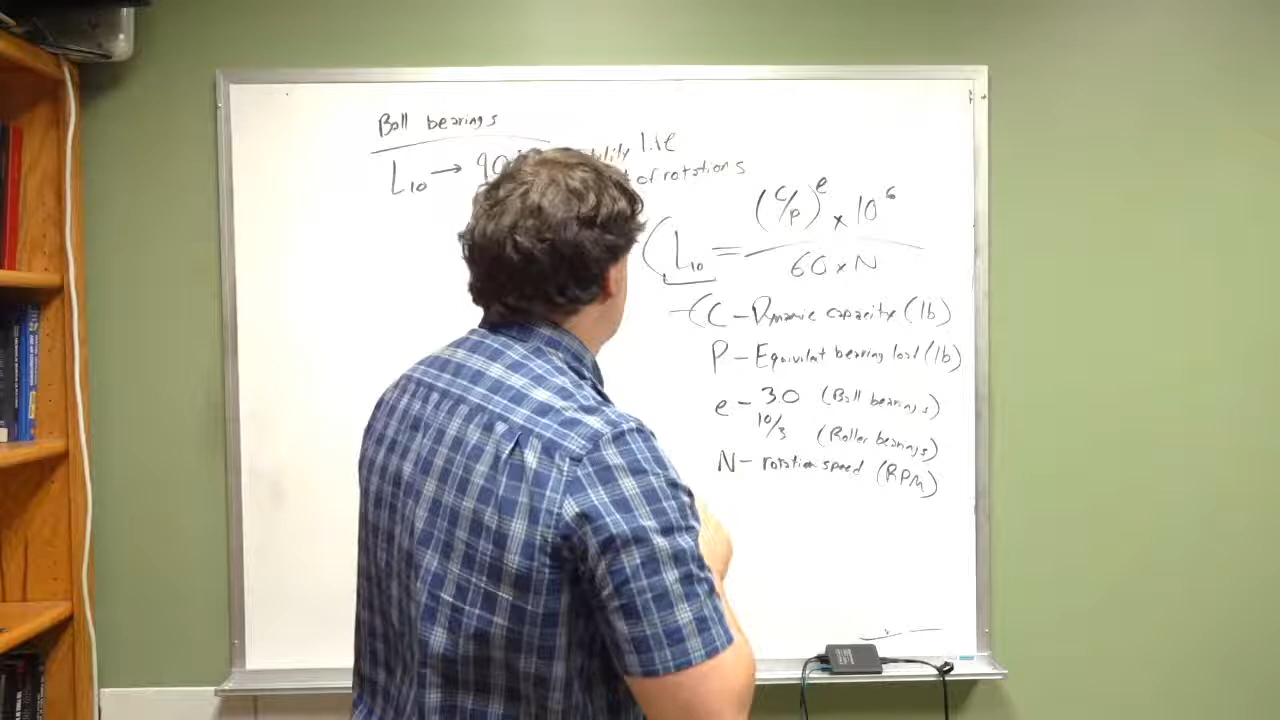 Ball bearings
L10 → 90 life
of rotations
L10 = (C/P)^e x 10^6 / 60 x N
C - Dynamic capacity (lb)
P - Equivalent bearing load (lb)
e - 3.0 (Ball bearings)
10/3 (Roller bearings)
N - rotation speed (RPM)